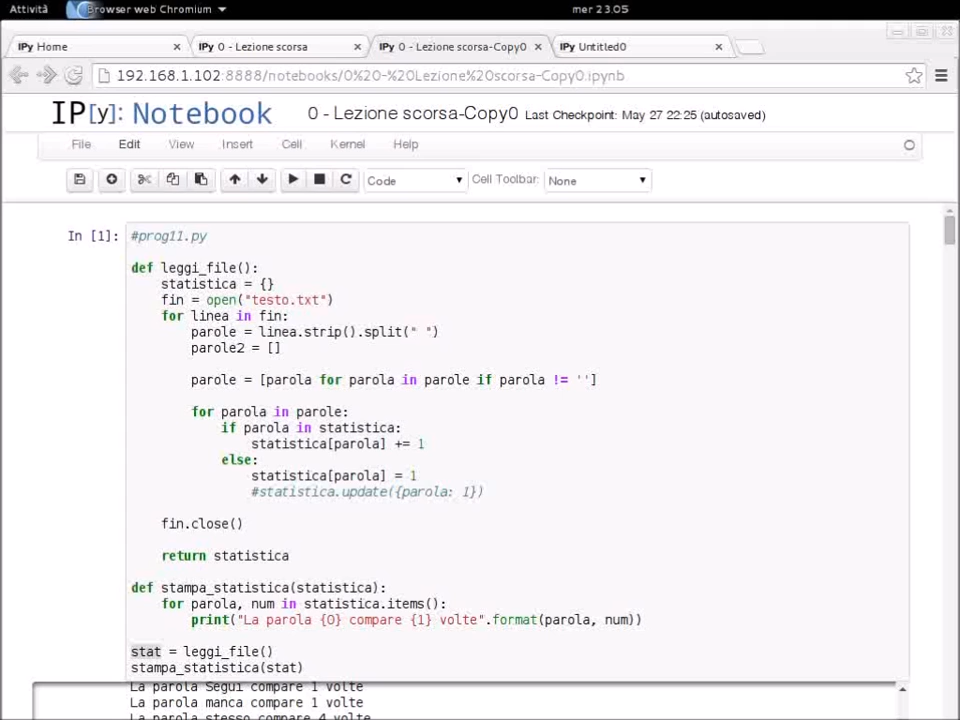 Attività Browser web Chromium mer 23.05
IPy Home IPy 0 - Lezione scorsa IPy 0 - Lezione scorsa-Copy0 IPy Untitled0
192.168.1.102:8888/notebooks/0%20-%20Lezione%20scorsa-Copy0.ipynb
IP[y]: Notebook 0 - Lezione scorsa-Copy0 Last Checkpoint: May 27 22:25 (autosaved)
File Edit View Insert Cell Kernel Help
Code Cell Toolbar: None
In [1]: #prog11.py
def leggi_file():
    statistica = {}
    fin = open("testo.txt")
    for linea in fin:
        parole = linea.strip().split(" ")
        parole2 = []
        parole = [parola for parola in parole if parola != '']
        for parola in parole:
            if parola in statistica:
                statistica[parola] += 1
            else:
                statistica[parola] = 1
                #statistica.update({parola: 1})
    fin.close()
    return statistica
def stampa_statistica(statistica):
    for parola, num in statistica.items():
        print("La parola {0} compare {1} volte".format(parola, num))
stat = leggi_file()
stampa_statistica(stat)
La parola Segui compare 1 volte
La parola manca compare 1 volte
La parola stesso compare 4 volte